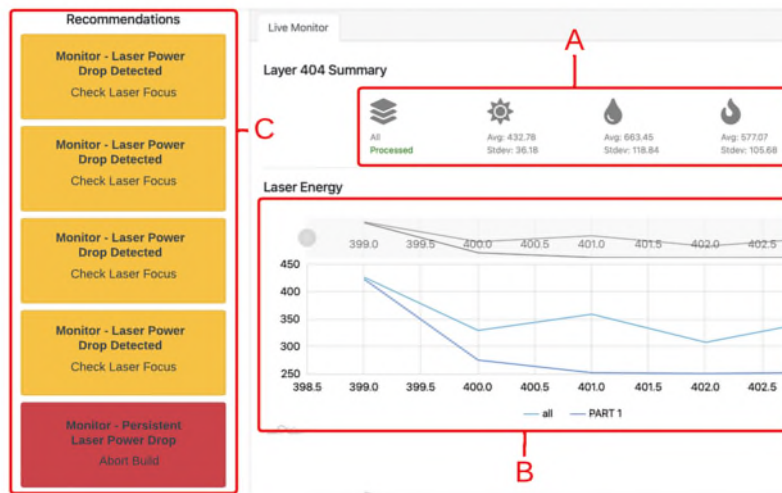 Recommendations
Monitor - Laser Power
Drop Detected
Check Laser Focus
Monitor - Laser Power
Drop Detected
Check Laser Focus
Monitor - Laser Power
Drop Detected
Check Laser Focus
Monitor - Laser Power
Drop Detected
Check Laser Focus
Monitor - Persistent
Laser Power Drop
Abort Build
C
Live Monitor
A
Layer 404 Summary
All
Processed
Avg: 432.78
Stdev: 36.18
Avg: 663.45
Stdev: 118.84
Avg: 577.07
Stdev: 105.68
Laser Energy
399.0 399.5 400.0 400.5 401.0 401.5 402.0 402.5
450
400
350
300
250
398.5 399.0 399.5 400.0 400.5 401.0 401.5 402.0 402.5
all PART 1
B